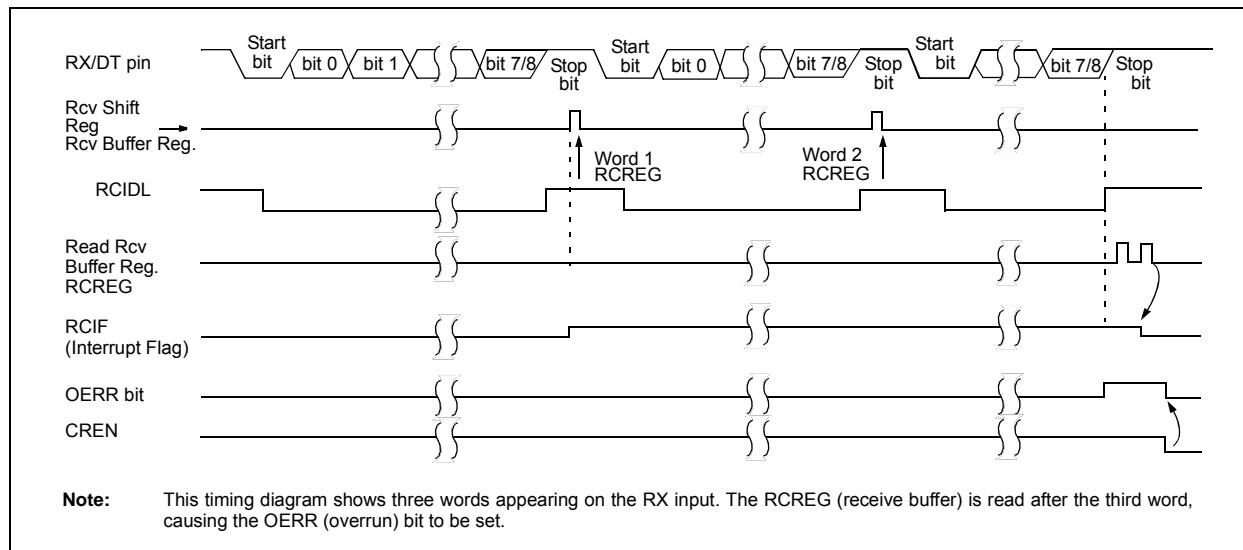 RX/DT pin
Start
bit
bit 0
bit 1
bit 7/8
Stop
bit
Start
bit
bit 0
bit 7/8
Stop
bit
Start
bit
bit 7/8
Stop
bit
Rcv Shift
Reg
Rcv Buffer Reg.
Word 1
RCREG
Word 2
RCREG
RCIDL
Read Rcv
Buffer Reg.
RCREG
RCIF
(Interrupt Flag)
OERR bit
CREN
Note: This timing diagram shows three words appearing on the RX input. The RCREG (receive buffer) is read after the third word,
causing the OERR (overrun) bit to be set.